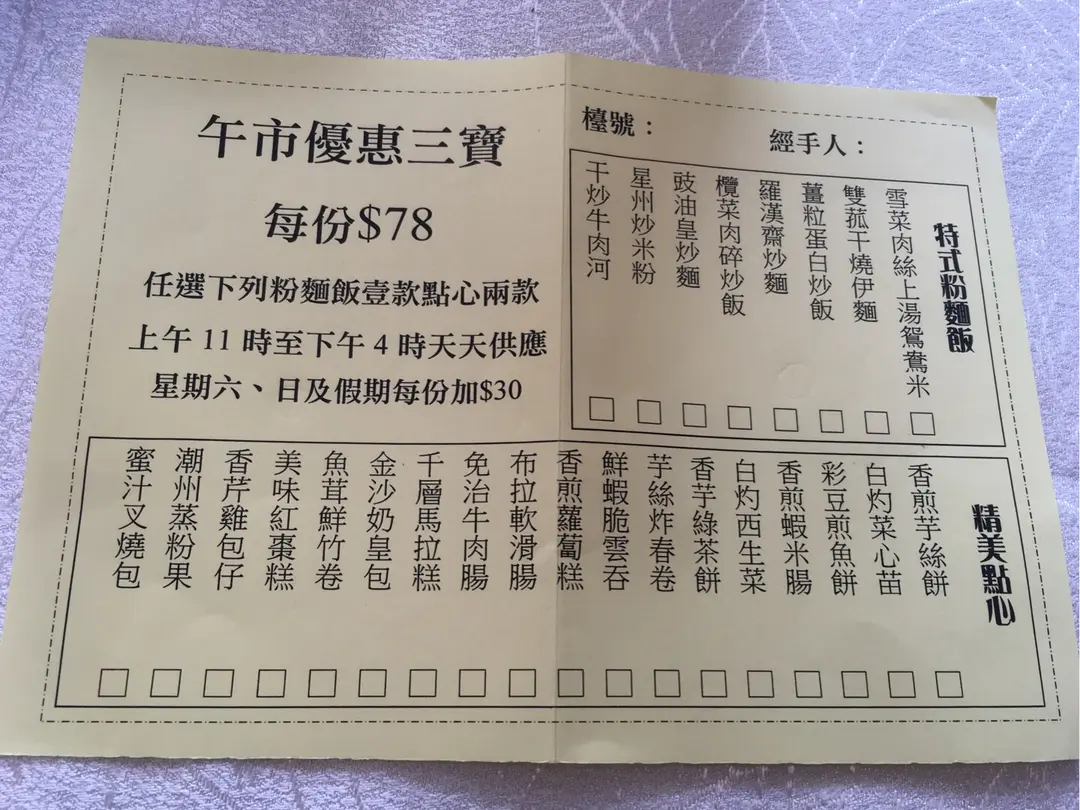 午市優惠三寶
每份$78
任選下列粉麵飯壹款點心兩款
上午 11 時至下午 4 時天天供應
星期六、日及假期每份加$30
檯號：
經手人：
特式粉麵飯
雪菜肉絲上湯鴛鴦米
雙菰干燒伊麵
薑粒蛋白炒飯
羅漢齋炒麵
欖菜肉碎炒飯
豉油皇炒麵
星州炒米粉
干炒牛肉河
精美點心
香煎芋絲餅
白灼菜心苗
彩豆煎魚餅
香煎蝦米腸
白灼西生菜
香芋綠茶餅
芋絲炸春卷
鮮蝦脆雲吞
香煎蘿蔔糕
布拉軟滑腸
免治牛肉腸
千層馬拉糕
金沙奶皇包
魚茸鮮竹卷
美味紅棗糕
香芹雞包仔
潮州蒸粉果
蜜汁叉燒包